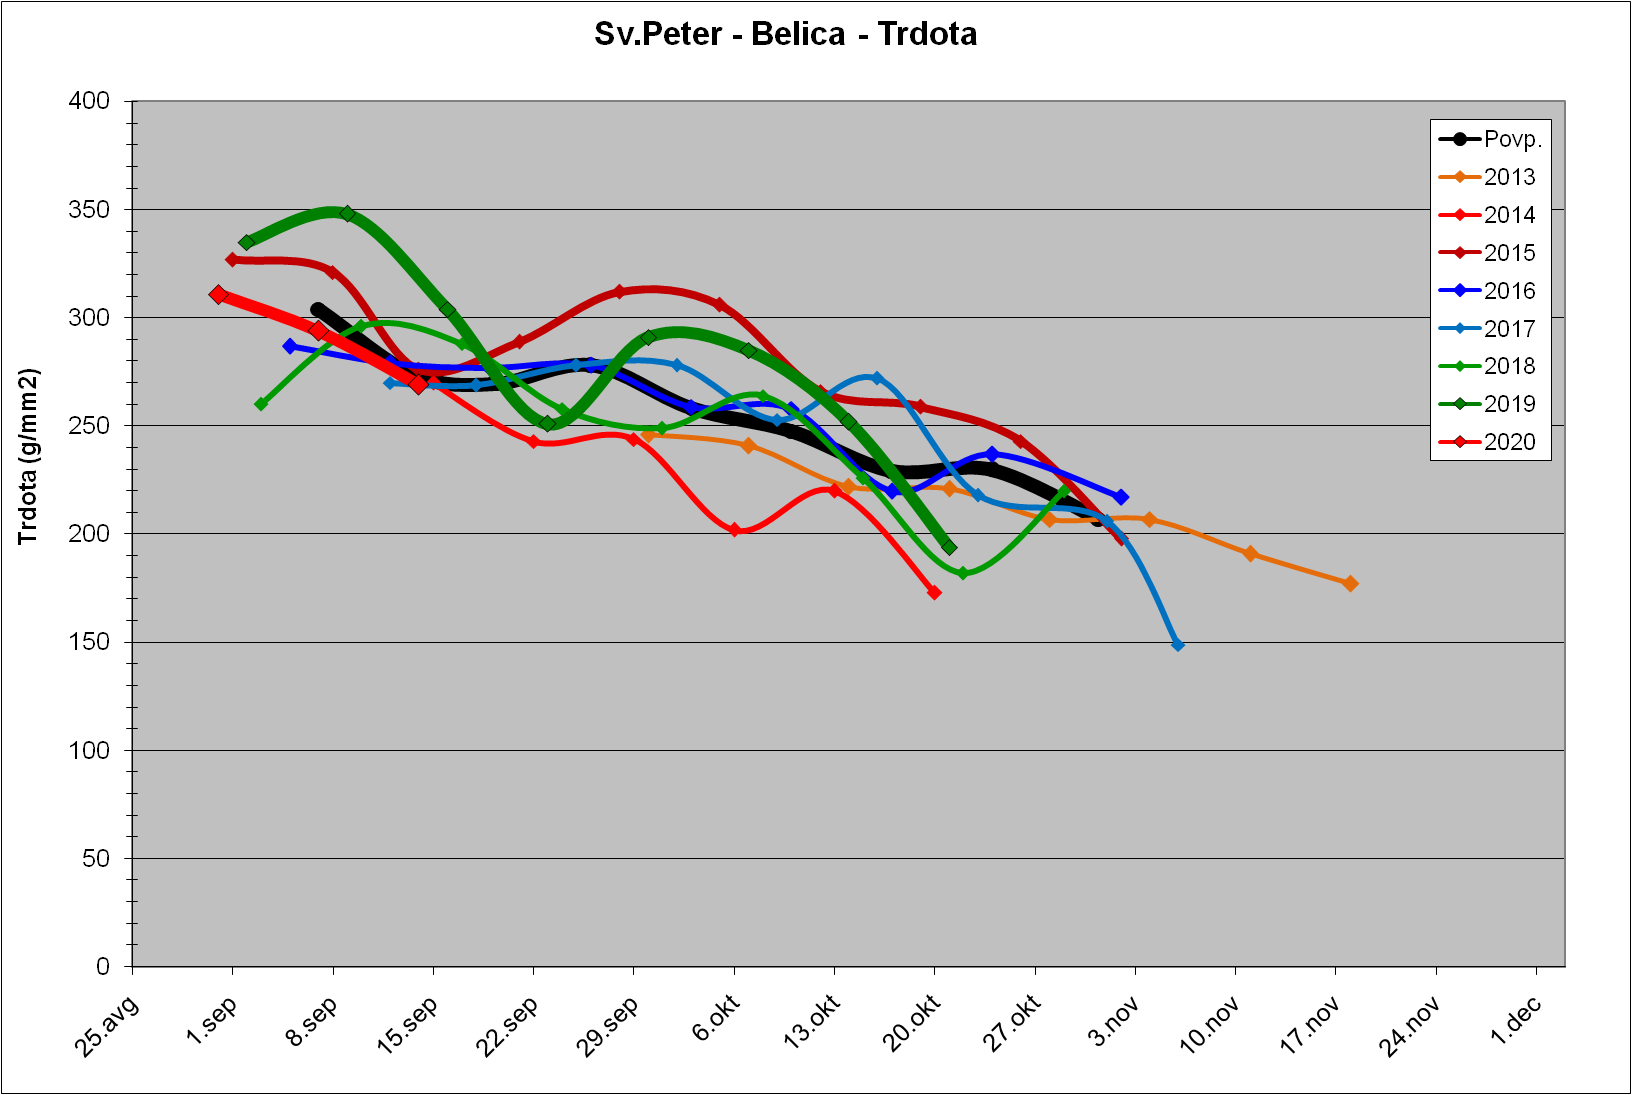 Sv.Peter - Belica - Trdota
Trdota (g/mm2)
400
350
300
250
200
150
100
50
0
25.avg
1.sep
8.sep
15.sep
22.sep
29.sep
6.okt
13.okt
20.okt
27.okt
3.nov
10.nov
17.nov
24.nov
1.dec
Povp.
2013
2014
2015
2016
2017
2018
2019
2020